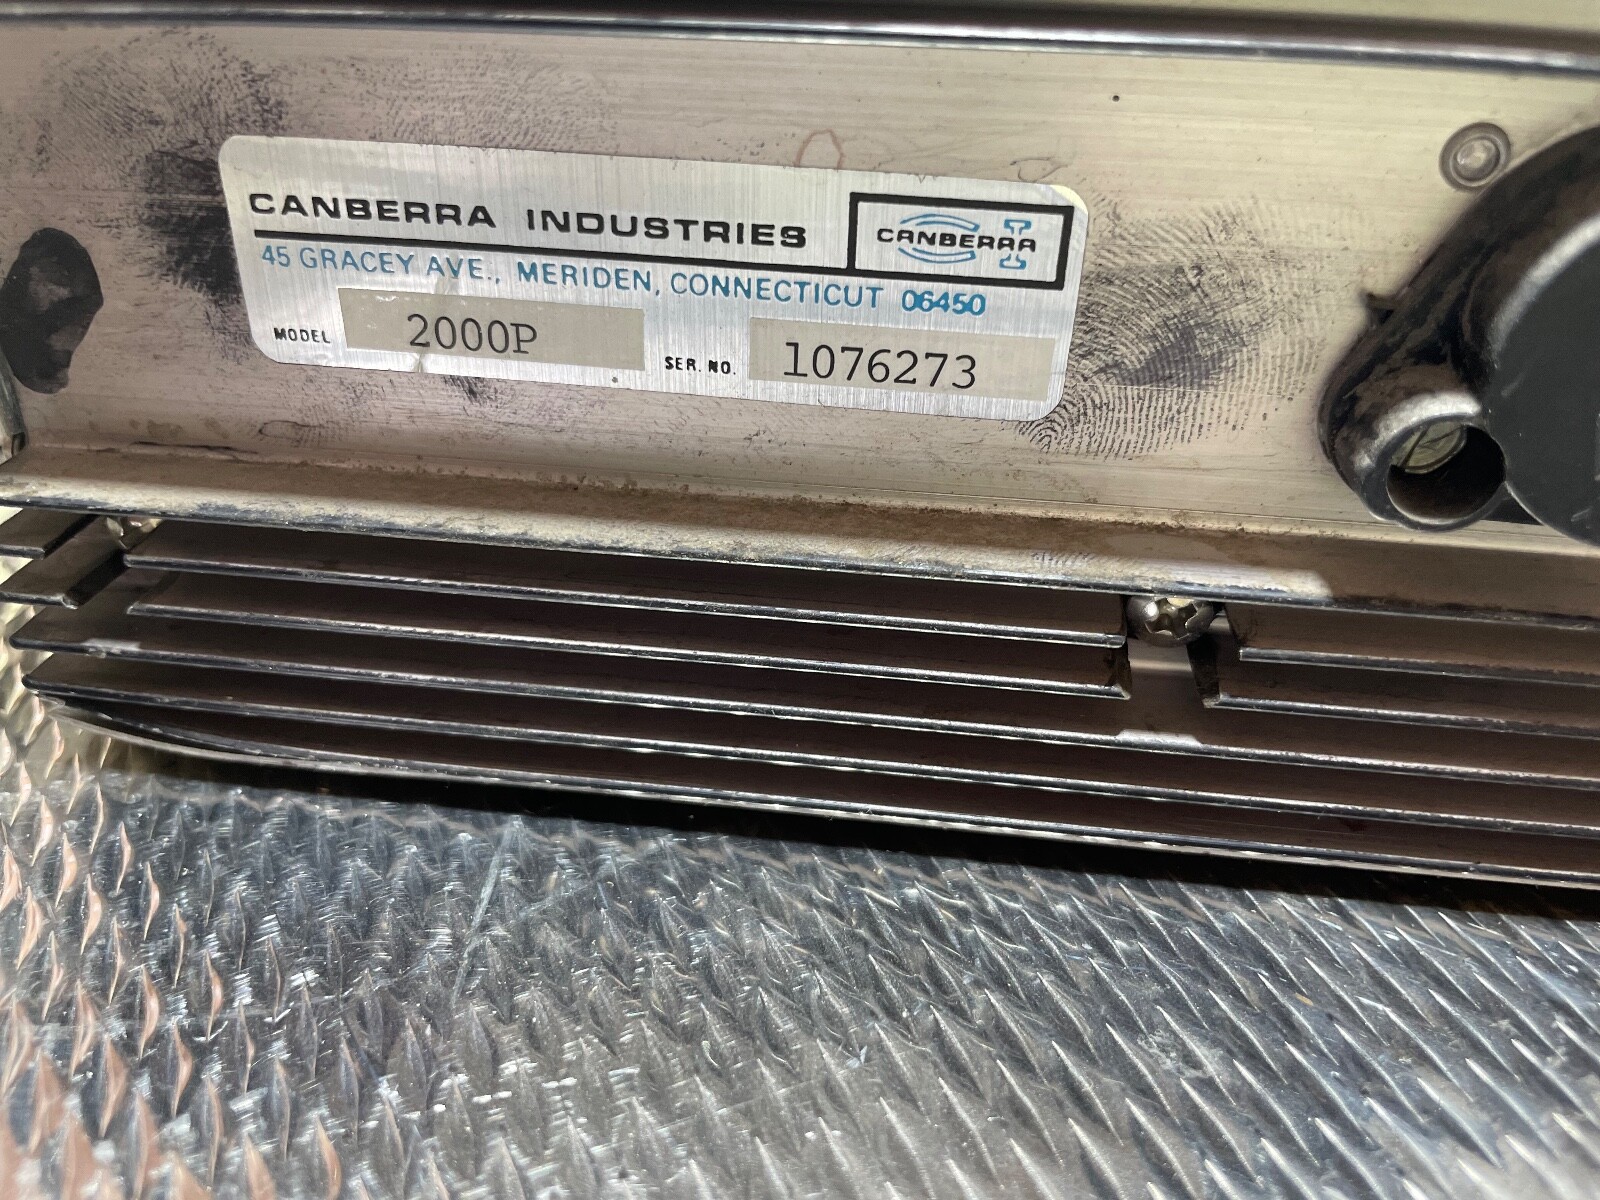 CANBERRA INDUSTRIES
CANBERRA
45 GRACEY AVE., MERIDEN, CONNECTICUT 06450
MODEL 2000P SER. NO. 1076273